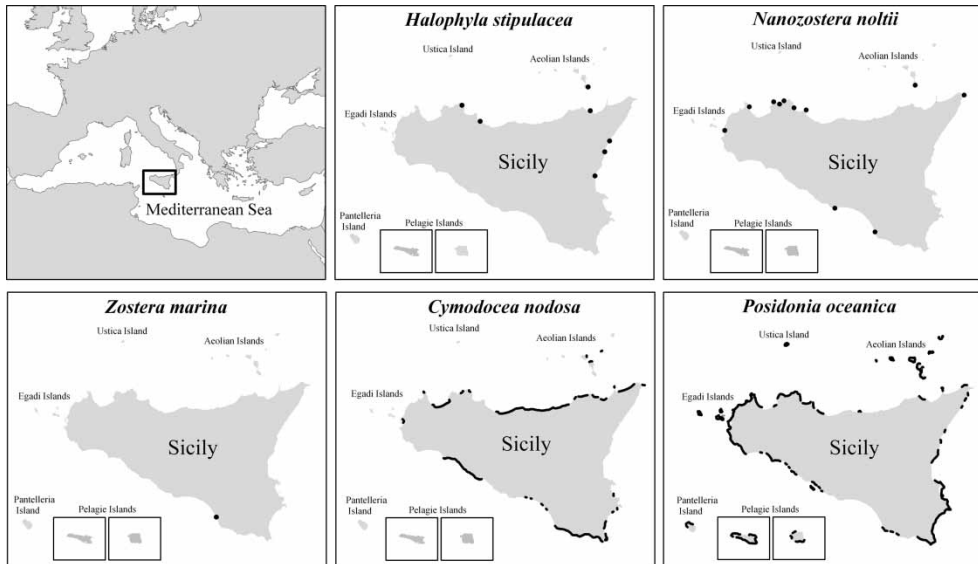 Mediterranean Sea
Halophyla stipulacea
Ustica Island
Aeolian Islands
Egadi Islands
Sicily
Pantelleria
Island
Pelagie Islands
Nanozostera noltii
Ustica Island
Aeolian Islands
Egadi Islands
Sicily
Pantelleria
Island
Pelagie Islands
Zostera marina
Ustica Island
Aeolian Islands
Egadi Islands
Sicily
Pantelleria
Island
Pelagie Islands
Cymodocea nodosa
Ustica Island
Aeolian Islands
Egadi Islands
Sicily
Pantelleria
Island
Pelagie Islands
Posidonia oceanica
Ustica Island
Aeolian Islands
Egadi Islands
Sicily
Pantelleria
Island
Pelagie Islands